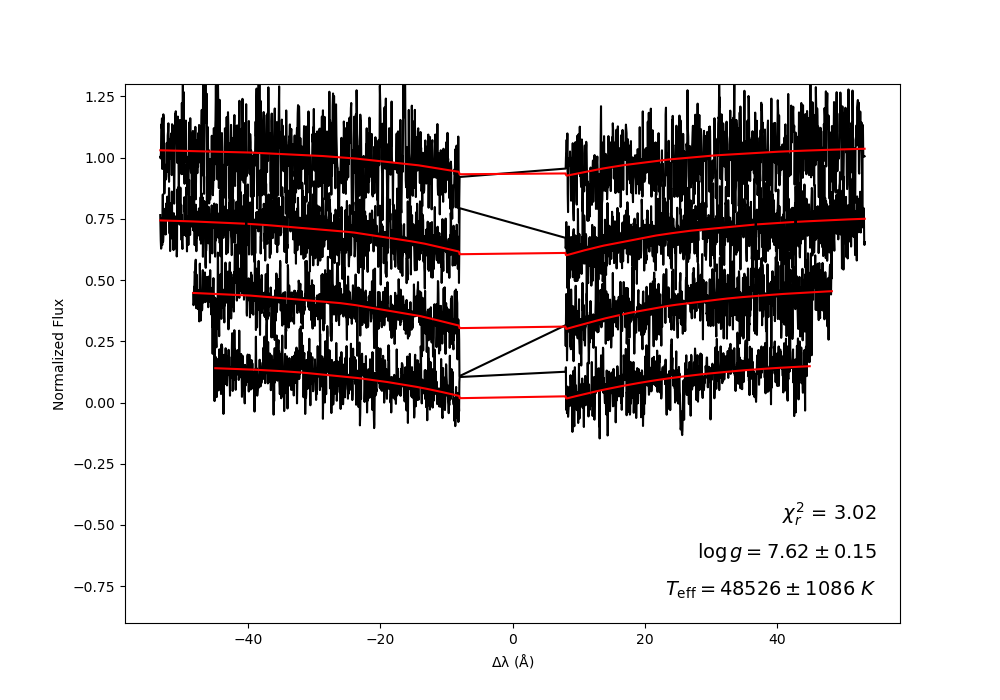 1.25
1.00
0.75
0.50
0.25
0.00
−0.25
−0.50
−0.75
Normalized Flux
χ²ᵣ = 3.02
log g = 7.62 ± 0.15
T_eff = 48526 ± 1086 K
−40 −20 0 20 40
Δλ (Å)